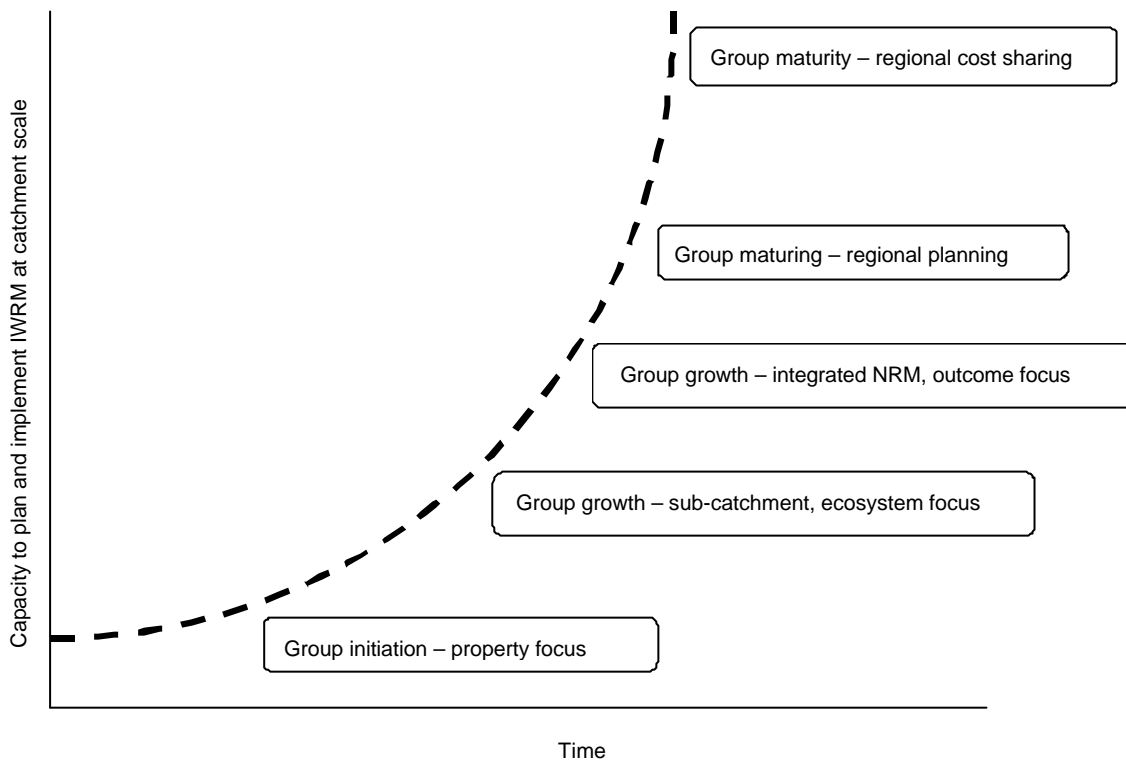 Capacity to plan and implement IWRM at catchment scale
Group maturity – regional cost sharing
Group maturing – regional planning
Group growth – integrated NRM, outcome focus
Group growth – sub-catchment, ecosystem focus
Group initiation – property focus
Time